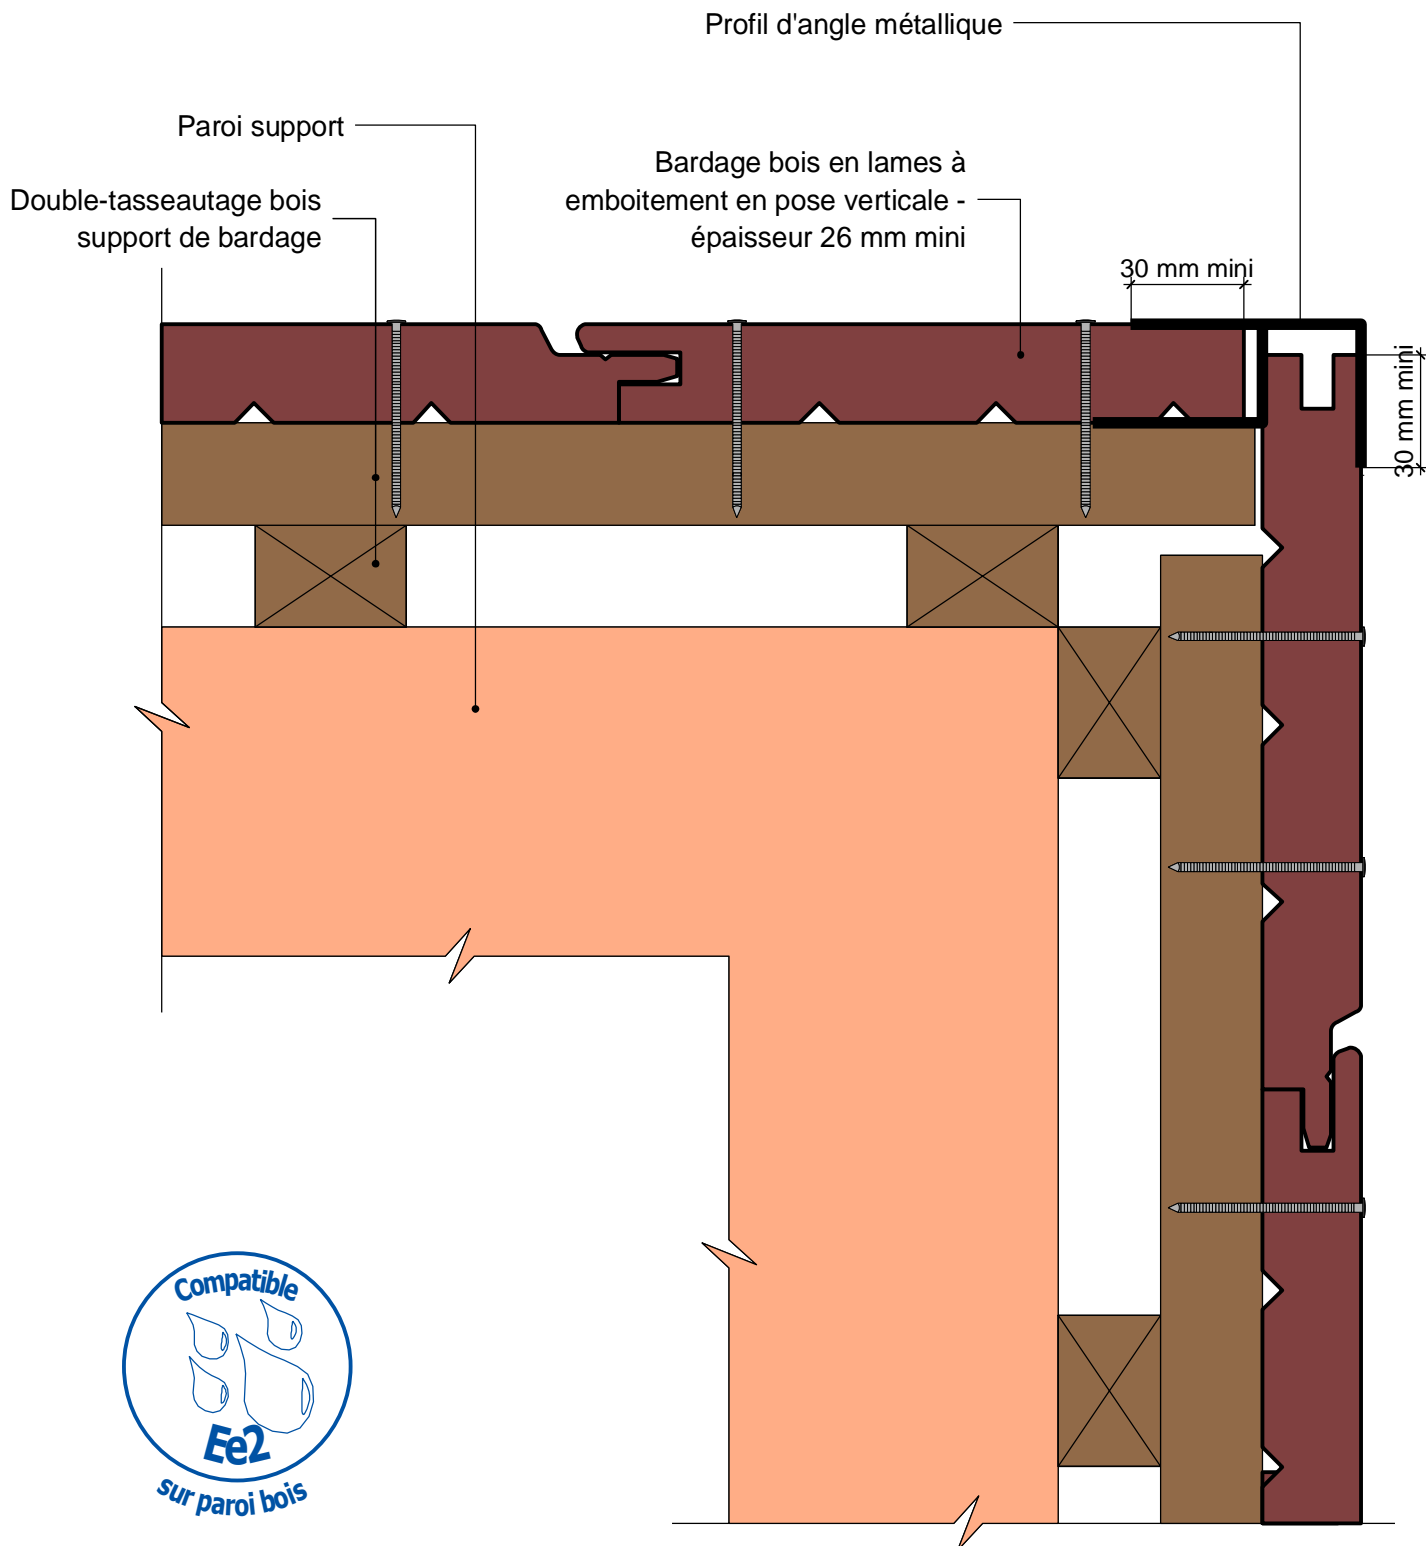 Profil d'angle métallique
Paroi support
Bardage bois en lames à
emboitement en pose verticale -
épaisseur 26 mm mini
Double-tasseautage bois
support de bardage
30 mm mini
30 mm mini
Compatible
Ee2
sur paroi bois